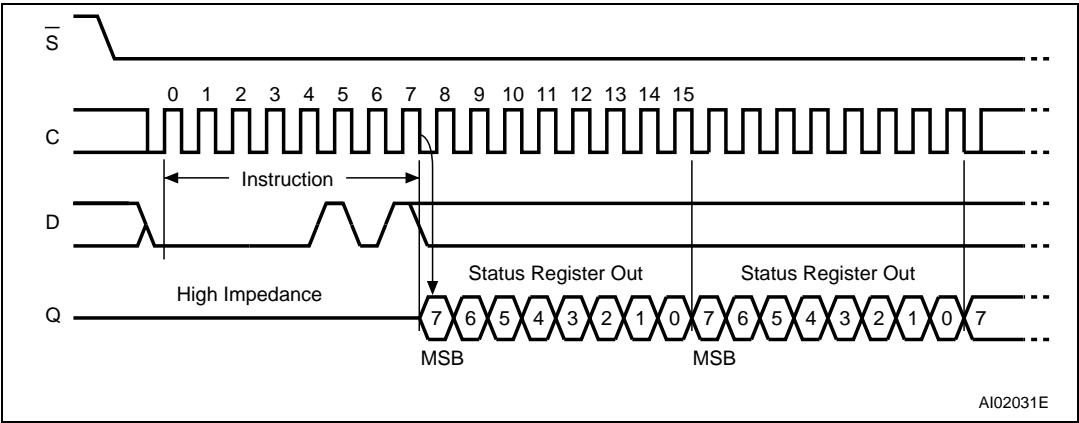 S
0 1 2 3 4 5 6 7 8 9 10 11 12 13 14 15
C
Instruction
D
Status Register Out Status Register Out
High Impedance
Q 7 6 5 4 3 2 1 0 7 6 5 4 3 2 1 0 7
MSB MSB
AI02031E